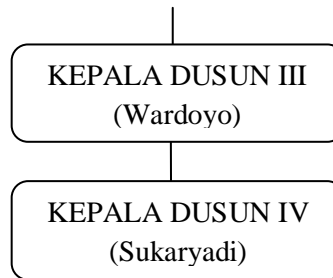 KEPALA DUSUN III
(Wardoyo)
KEPALA DUSUN IV
(Sukaryadi)